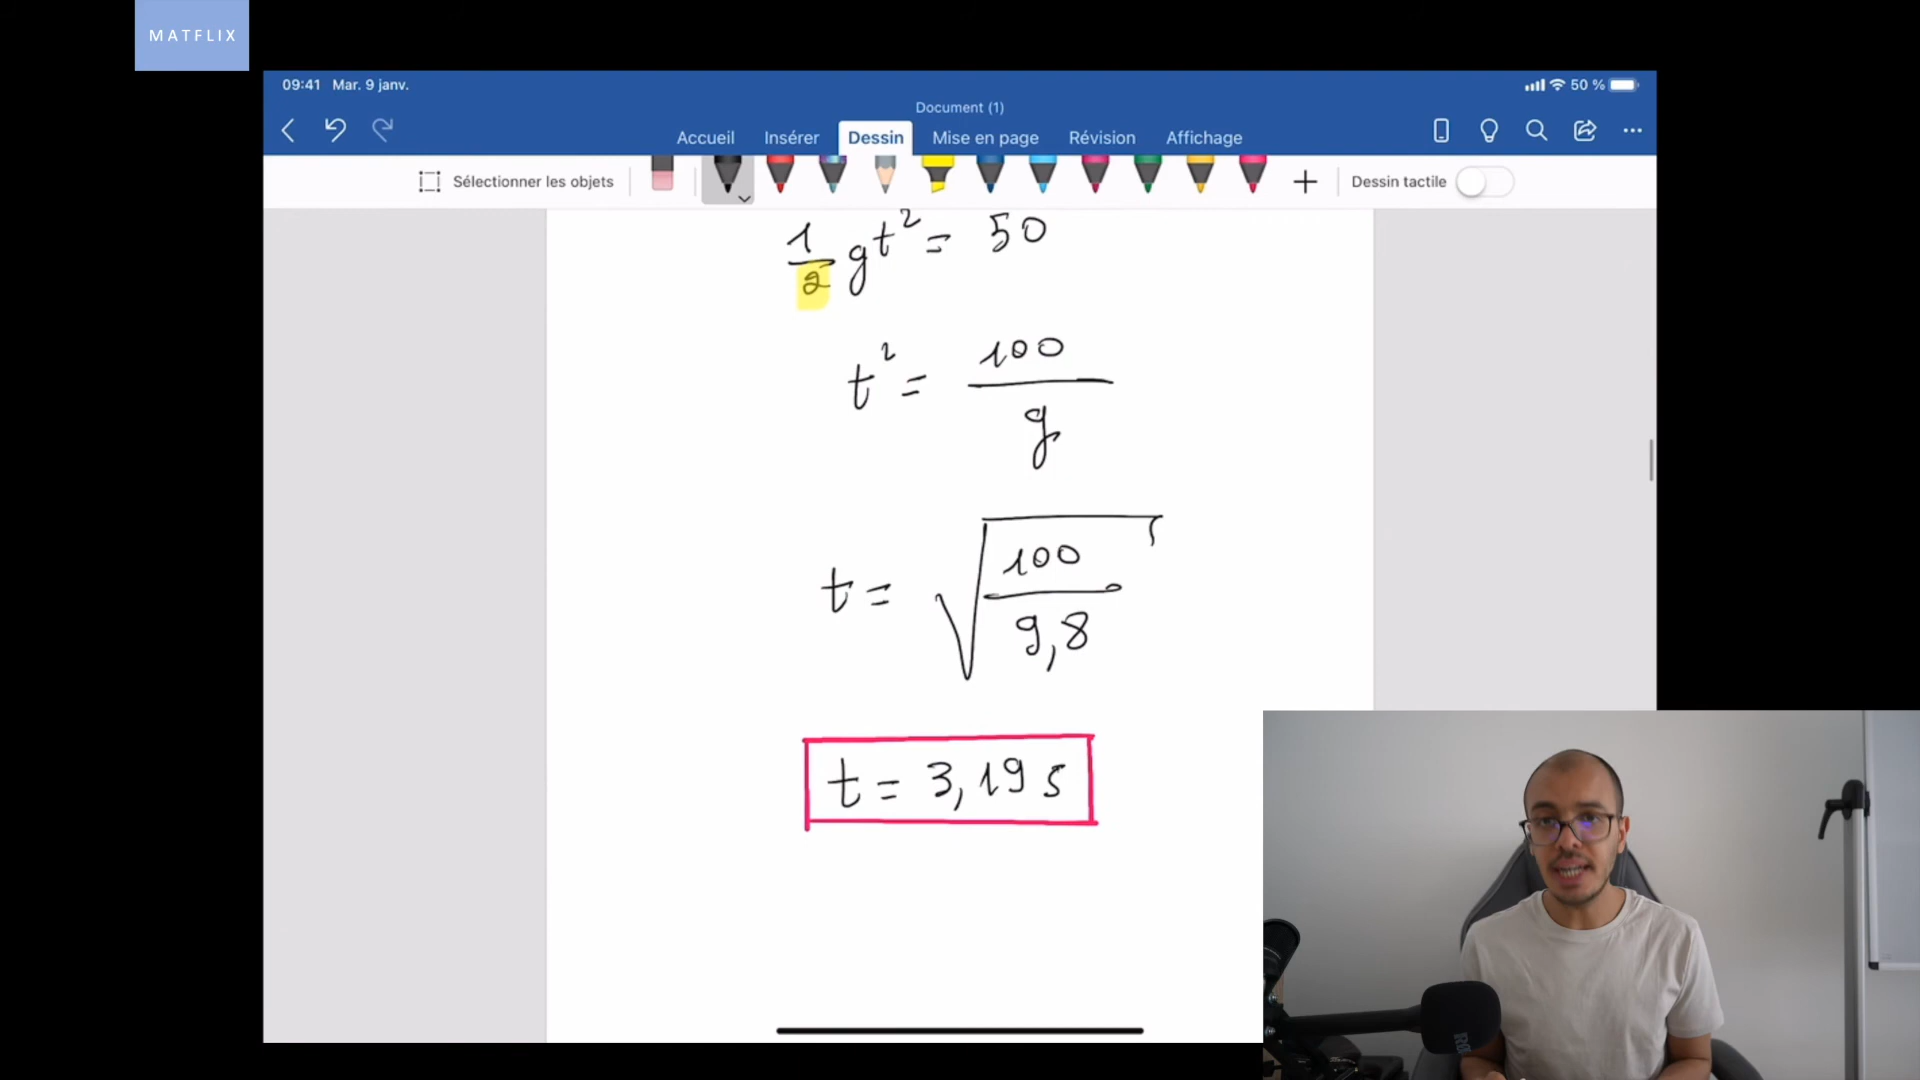 MATFLIX
09:41 Mar. 9 janv.
50 %
Document (1)
Accueil Insérer Dessin Mise en page Révision Affichage
Sélectionner les objets
Dessin tactile
1/2 gt² = 50
t² = 100/g
t = √(100/9,8)
t = 3,19 s
RØ